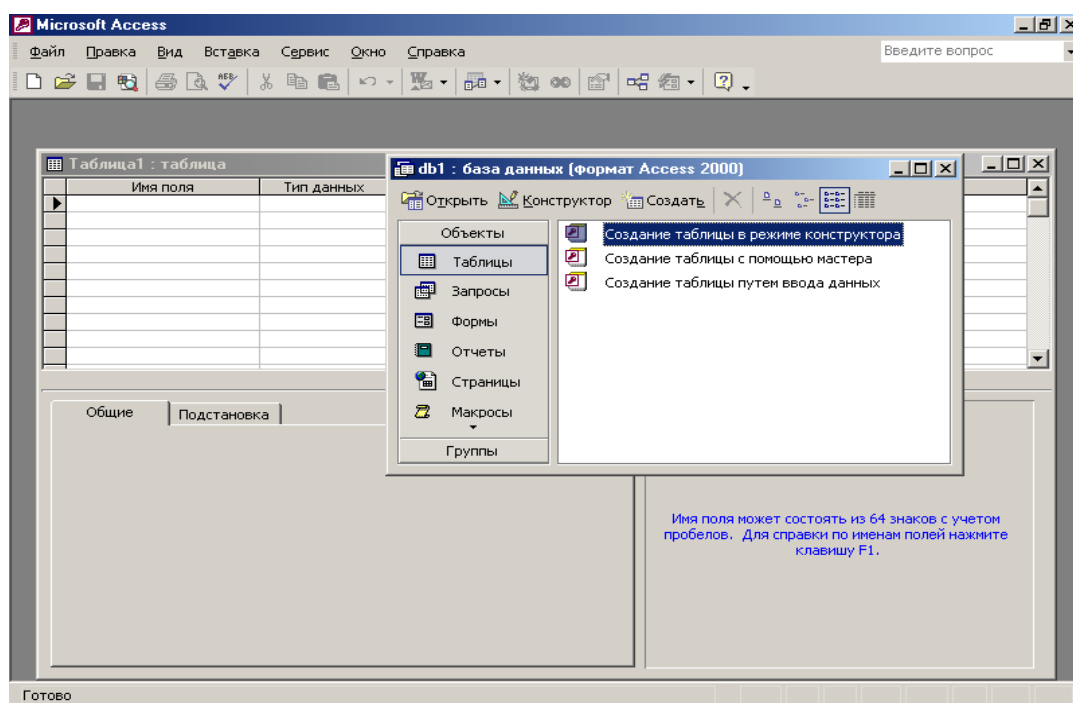 Microsoft Access
Файл Правка Вид Вставка Сервис Окно Справка Введите вопрос
Таблица1 : таблица
Имя поля Тип данных
db1 : база данных (формат Access 2000)
Открыть Конструктор Создать
Объекты
Таблицы
Запросы
Формы
Отчеты
Страницы
Макросы
Группы
Создание таблицы в режиме конструктора
Создание таблицы с помощью мастера
Создание таблицы путем ввода данных
Общие Подстановка
Имя поля может состоять из 64 знаков с учетом
пробелов. Для справки по именам полей нажмите
клавишу F1.
Готово